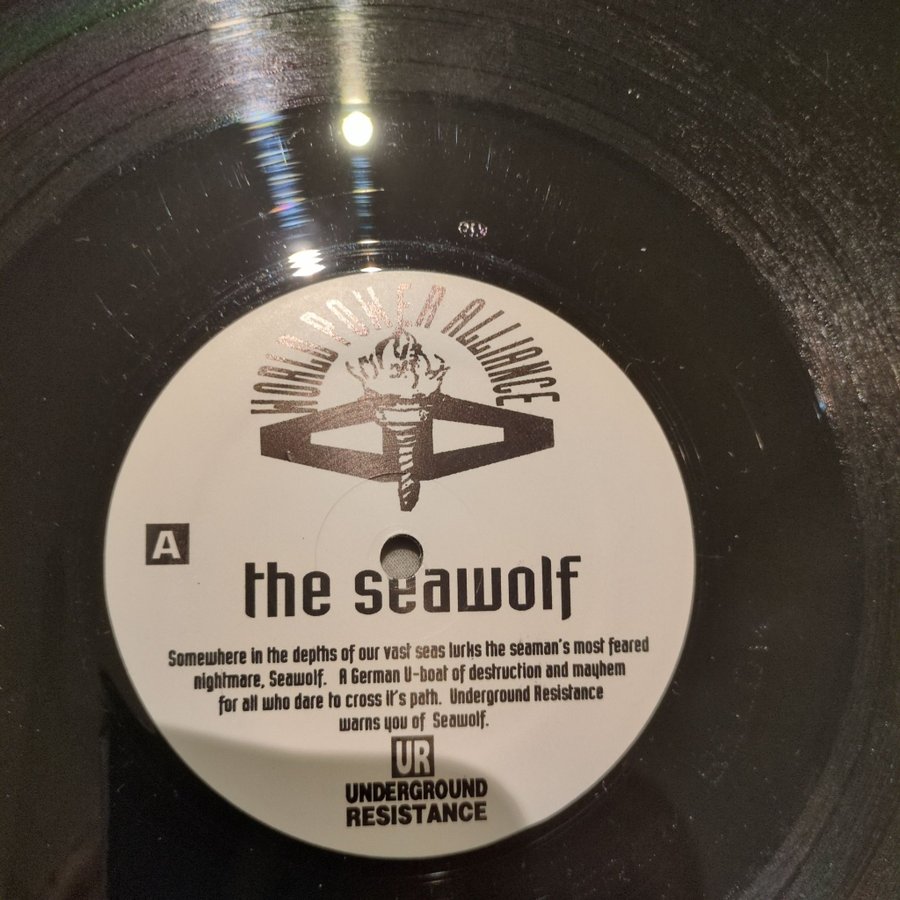 WORLD POWER ALLIANCE
A
the seawolf
Somewhere in the depths of our vast seas lurks the seaman's most feared
nightmare, Seawolf. A German U-boat of destruction and mayhem
for all who dare to cross it's path. Underground Resistance
warns you of Seawolf.
UR
UNDERGROUND
RESISTANCE